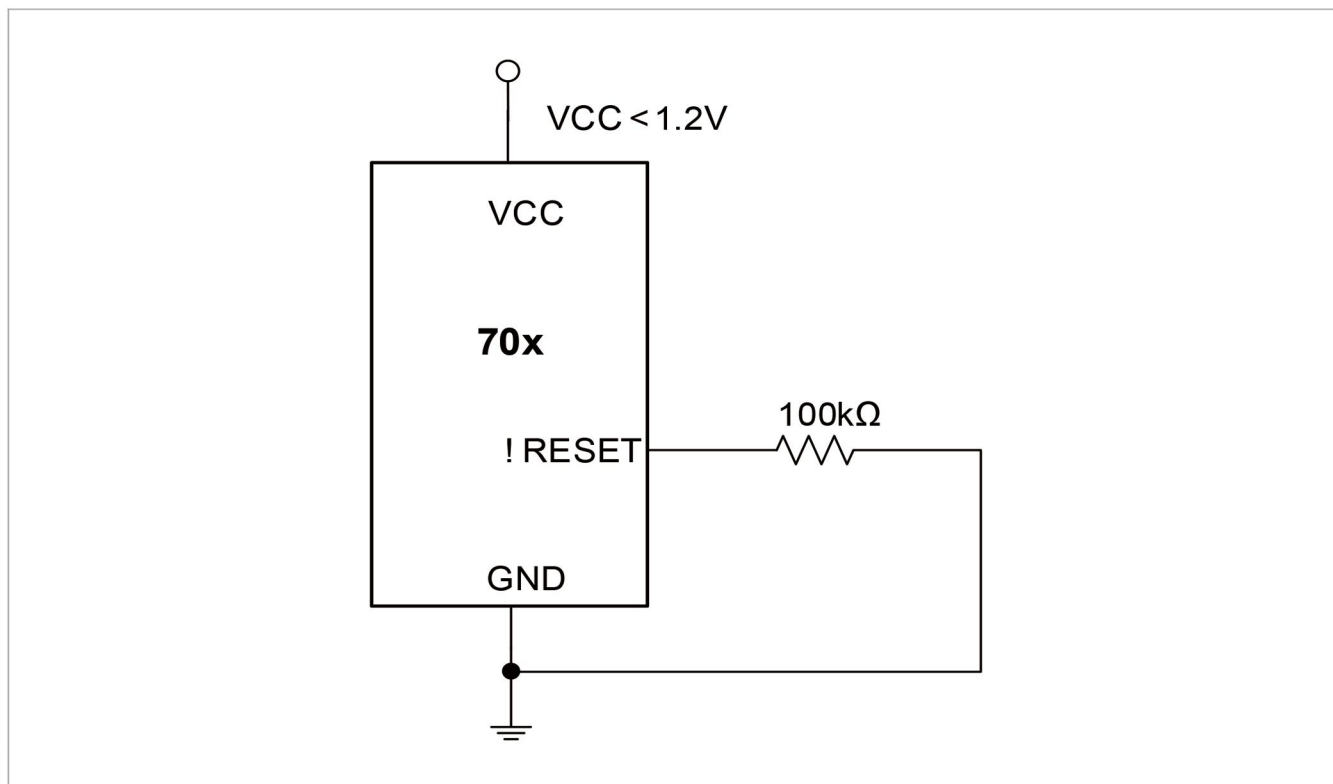 VCC < 1.2V
VCC
70x
100kΩ
! RESET
GND